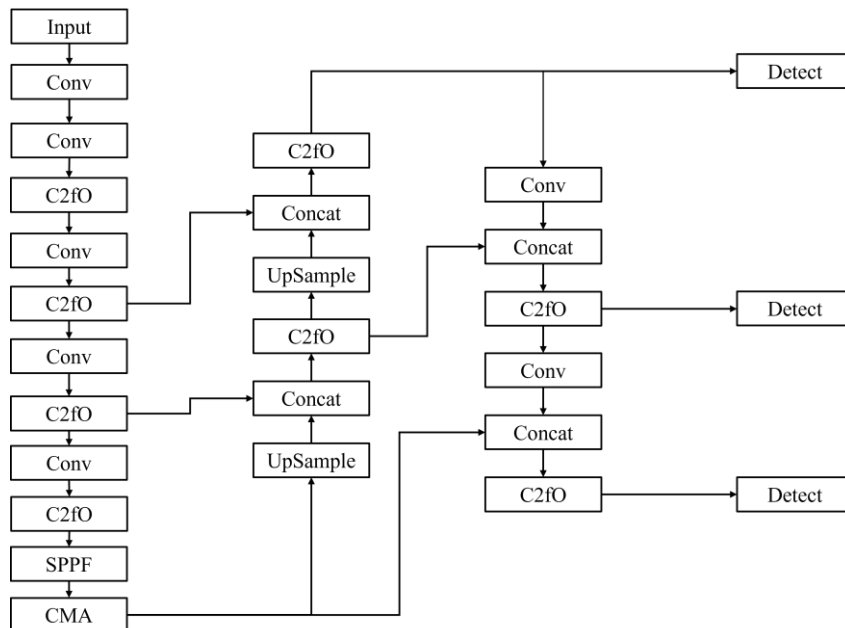 Input
Conv
Conv
C2fO
Conv
C2fO
Conv
C2fO
Conv
C2fO
SPPF
CMA
C2fO
Concat
UpSample
C2fO
Concat
UpSample
Conv
Concat
C2fO
Conv
Concat
C2fO
Detect
Detect
Detect